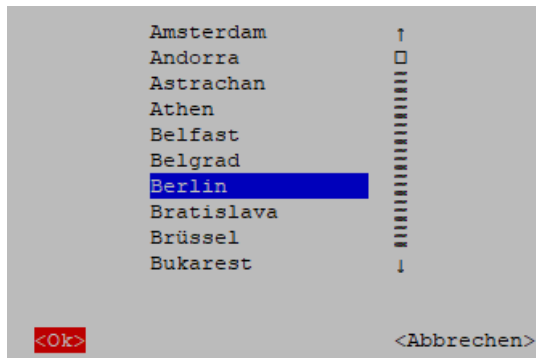 Amsterdam
Andorra
Astrachan
Athen
Belfast
Belgrad
Berlin
Bratislava
Brüssel
Bukarest
<Ok> <Abbrechen>